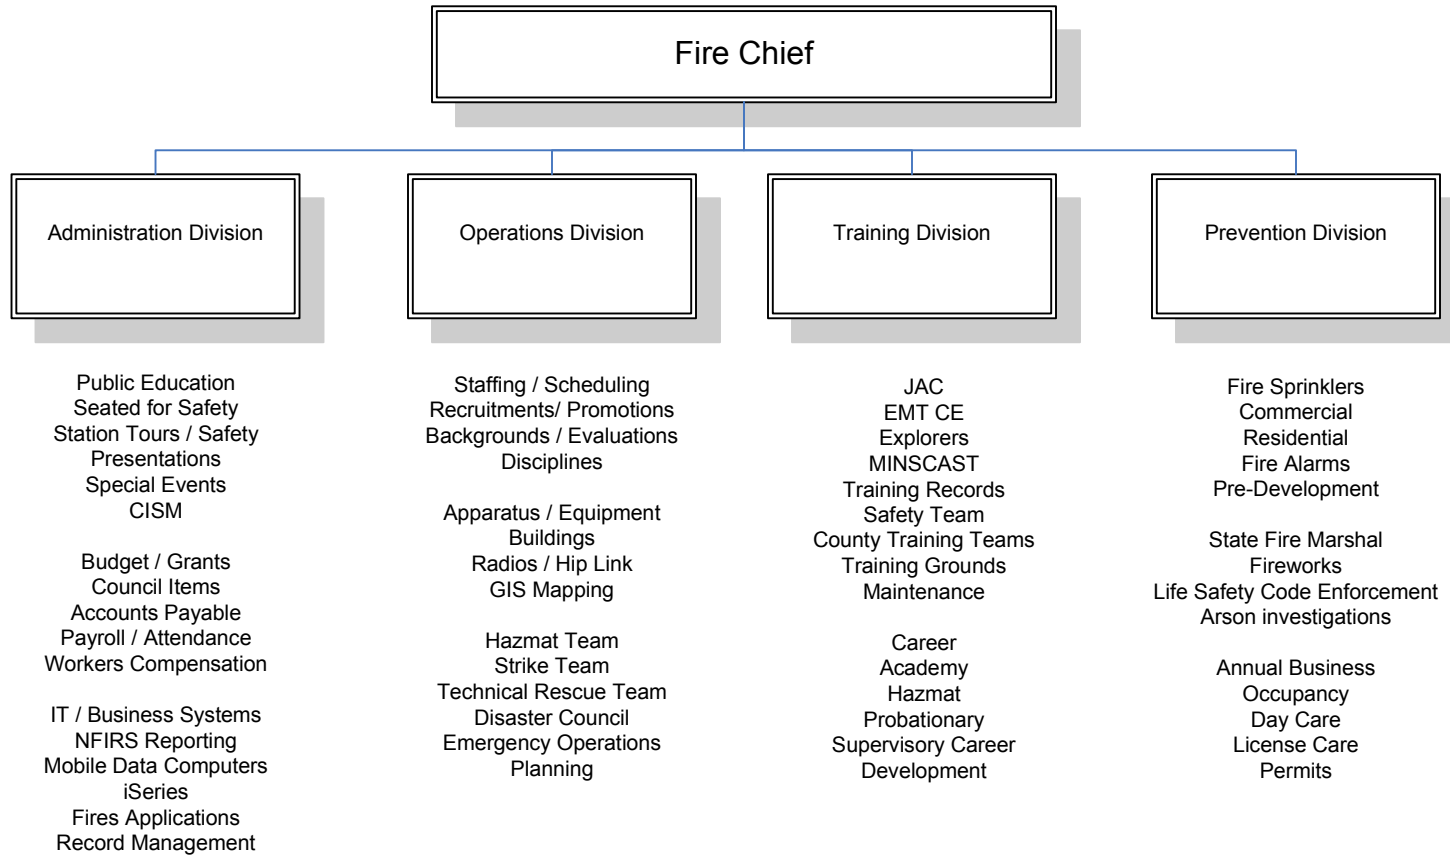 Fire Chief
Administration Division
Operations Division
Training Division
Prevention Division
Public Education
Seated for Safety
Station Tours / Safety
Presentations
Special Events
CISM
Budget / Grants
Council Items
Accounts Payable
Payroll / Attendance
Workers Compensation
IT / Business Systems
NFIRS Reporting
Mobile Data Computers
iSeries
Fires Applications
Record Management
Staffing / Scheduling
Recruitments/ Promotions
Backgrounds / Evaluations
Disciplines
Apparatus / Equipment
Buildings
Radios / Hip Link
GIS Mapping
Hazmat Team
Strike Team
Technical Rescue Team
Disaster Council
Emergency Operations
Planning
JAC
EMT CE
Explorers
MINSCAST
Training Records
Safety Team
County Training Teams
Training Grounds
Maintenance
Career
Academy
Hazmat
Probationary
Supervisory Career
Development
Fire Sprinklers
Commercial
Residential
Fire Alarms
Pre-Development
State Fire Marshal
Fireworks
Life Safety Code Enforcement
Arson investigations
Annual Business
Occupancy
Day Care
License Care
Permits